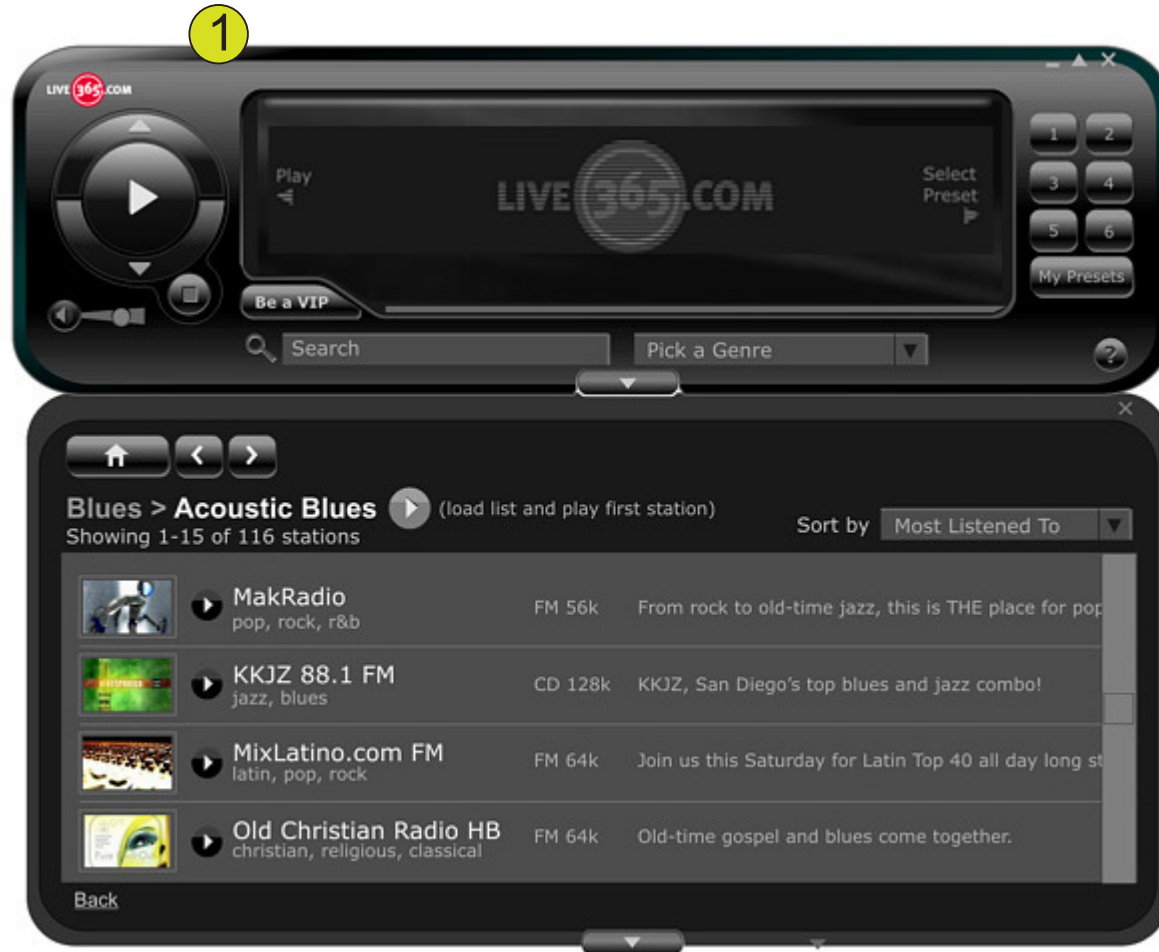 1
LIVE 365.COM
Play
LIVE 365.COM
Select
Preset
1 2
3 4
5 6
My Presets
Be a VIP
Search
Pick a Genre
?
Blues > Acoustic Blues (load list and play first station)
Showing 1-15 of 116 stations
Sort by Most Listened To
MakRadio FM 56k From rock to old-time jazz, this is THE place for pop
pop, rock, r&b
KKJZ 88.1 FM CD 128k KKJZ, San Diego's top blues and jazz combo!
jazz, blues
MixLatino.com FM FM 64k Join us this Saturday for Latin Top 40 all day long st
latin, pop, rock
Old Christian Radio HB FM 64k Old-time gospel and blues come together.
christian, religious, classical
Back